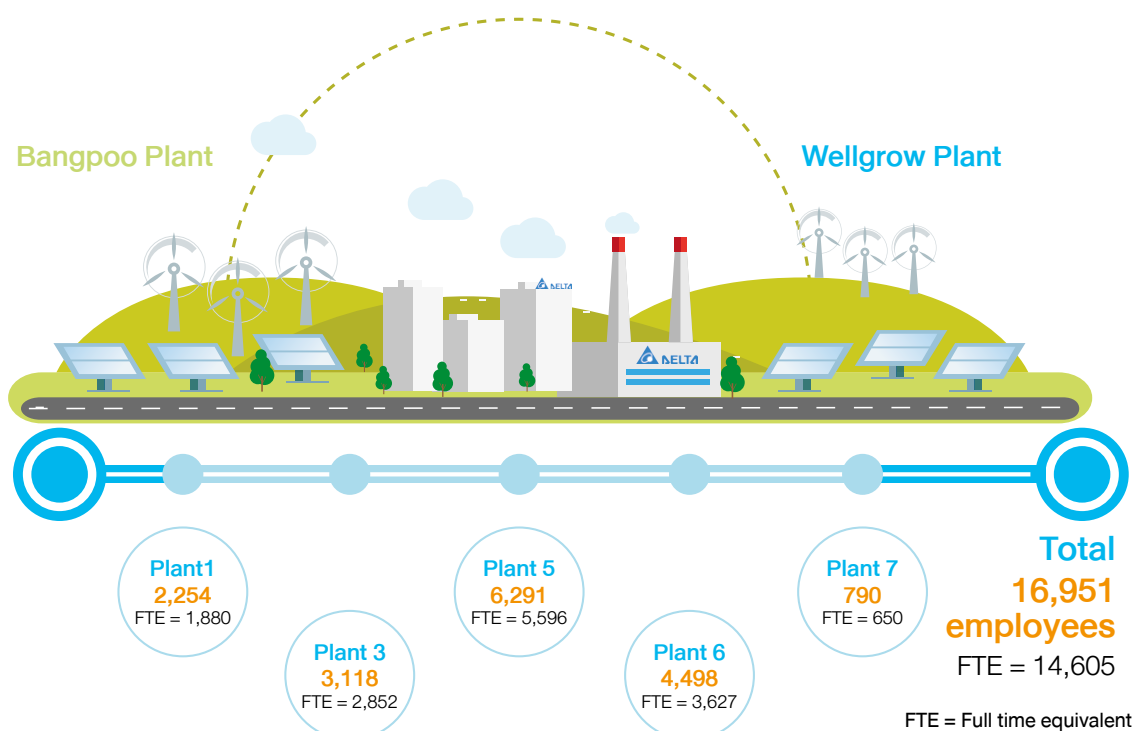 Bangpoo Plant
Wellgrow Plant
DELTA
DELTA
Plant1
2,254
FTE = 1,880
Plant 3
3,118
FTE = 2,852
Plant 5
6,291
FTE = 5,596
Plant 6
4,498
FTE = 3,627
Plant 7
790
FTE = 650
Total
16,951
employees
FTE = 14,605
FTE = Full time equivalent